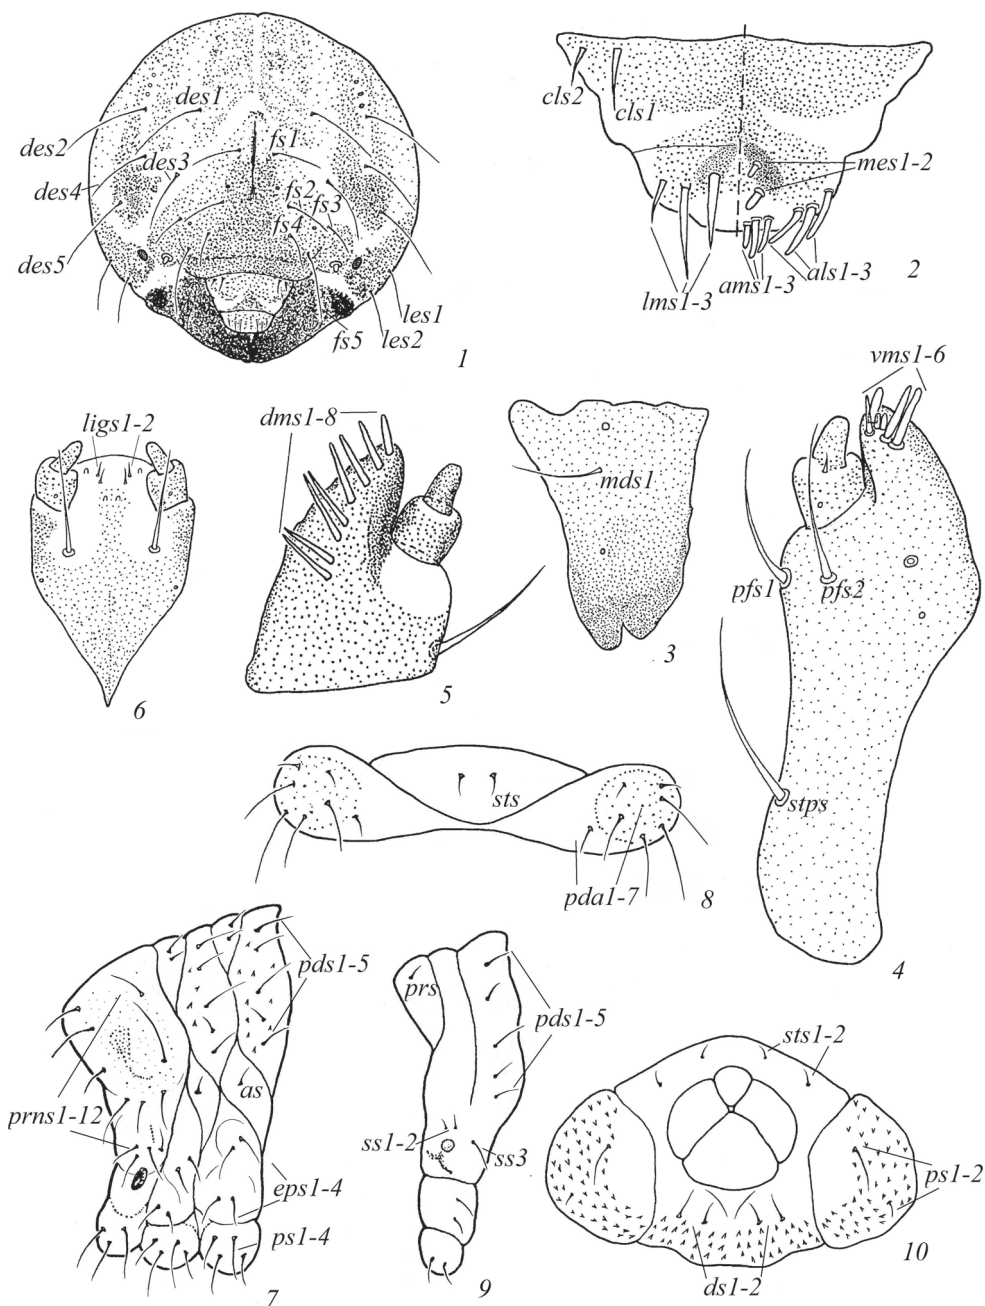 des1
des2
fs1
des3
des4
fs2
fs3
fs4
des5
les1
les2
fs5
1
cls2
cls1
mes1-2
als1-3
lms1-3
ams1-3
2
vms1-6
ligs1-2
dms1-8
mds1
pfs1
pfs2
6
5
3
stps
sts
pda1-7
8
4
pds1-5
prs
pds1-5
sts1-2
as
prns1-12
ss1-2
ss3
eps1-4
ps1-2
ps1-4
ds1-2
10
7
9